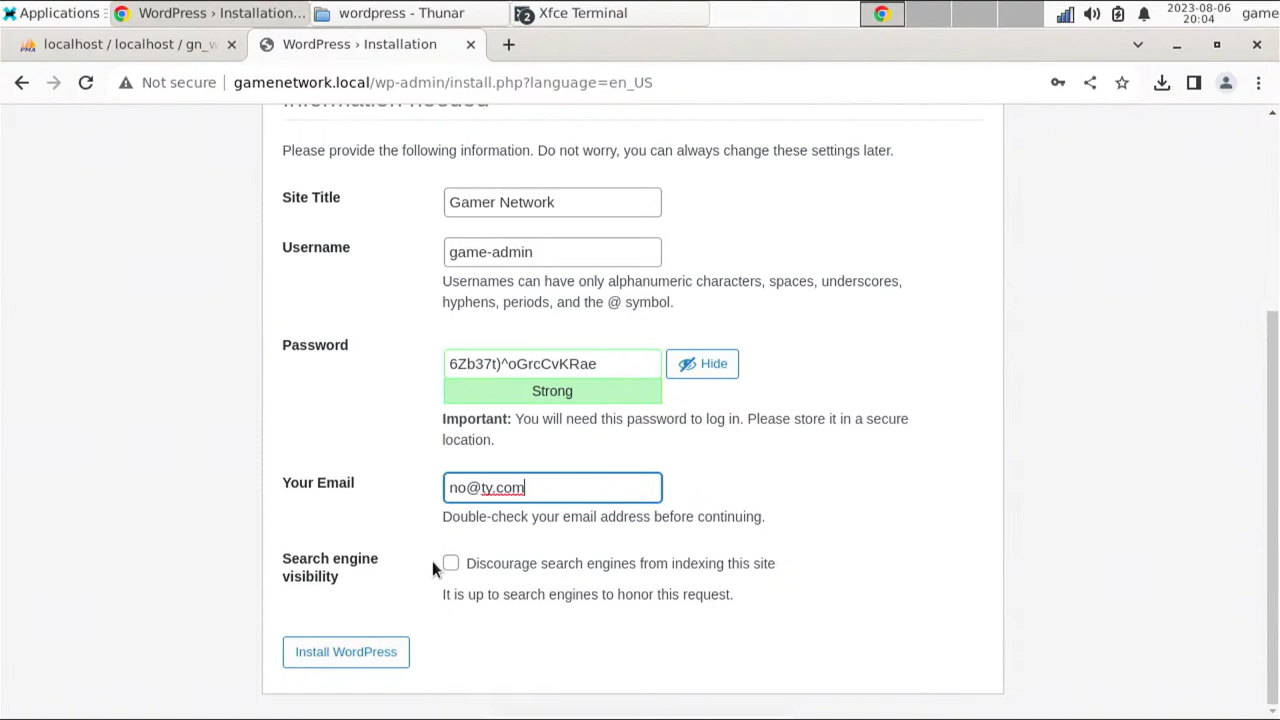 Applications
WordPress › Installation...
wordpress - Thunar
2
Xfce Terminal
2023-08-06
20:04
game
PMA
localhost / localhost / gn_w
WordPress › Installation
Not secure
gamenetwork.local/wp-admin/install.php?language=en_US
Information needed
Please provide the following information. Do not worry, you can always change these settings later.
Site Title
Gamer Network
Username
game-admin
Usernames can have only alphanumeric characters, spaces, underscores,
hyphens, periods, and the @ symbol.
Password
6Zb37t)^oGrcCvKRae
Hide
Strong
Important: You will need this password to log in. Please store it in a secure
location.
Your Email
no@ty.com
Double-check your email address before continuing.
Search engine
visibility
Discourage search engines from indexing this site
It is up to search engines to honor this request.
Install WordPress